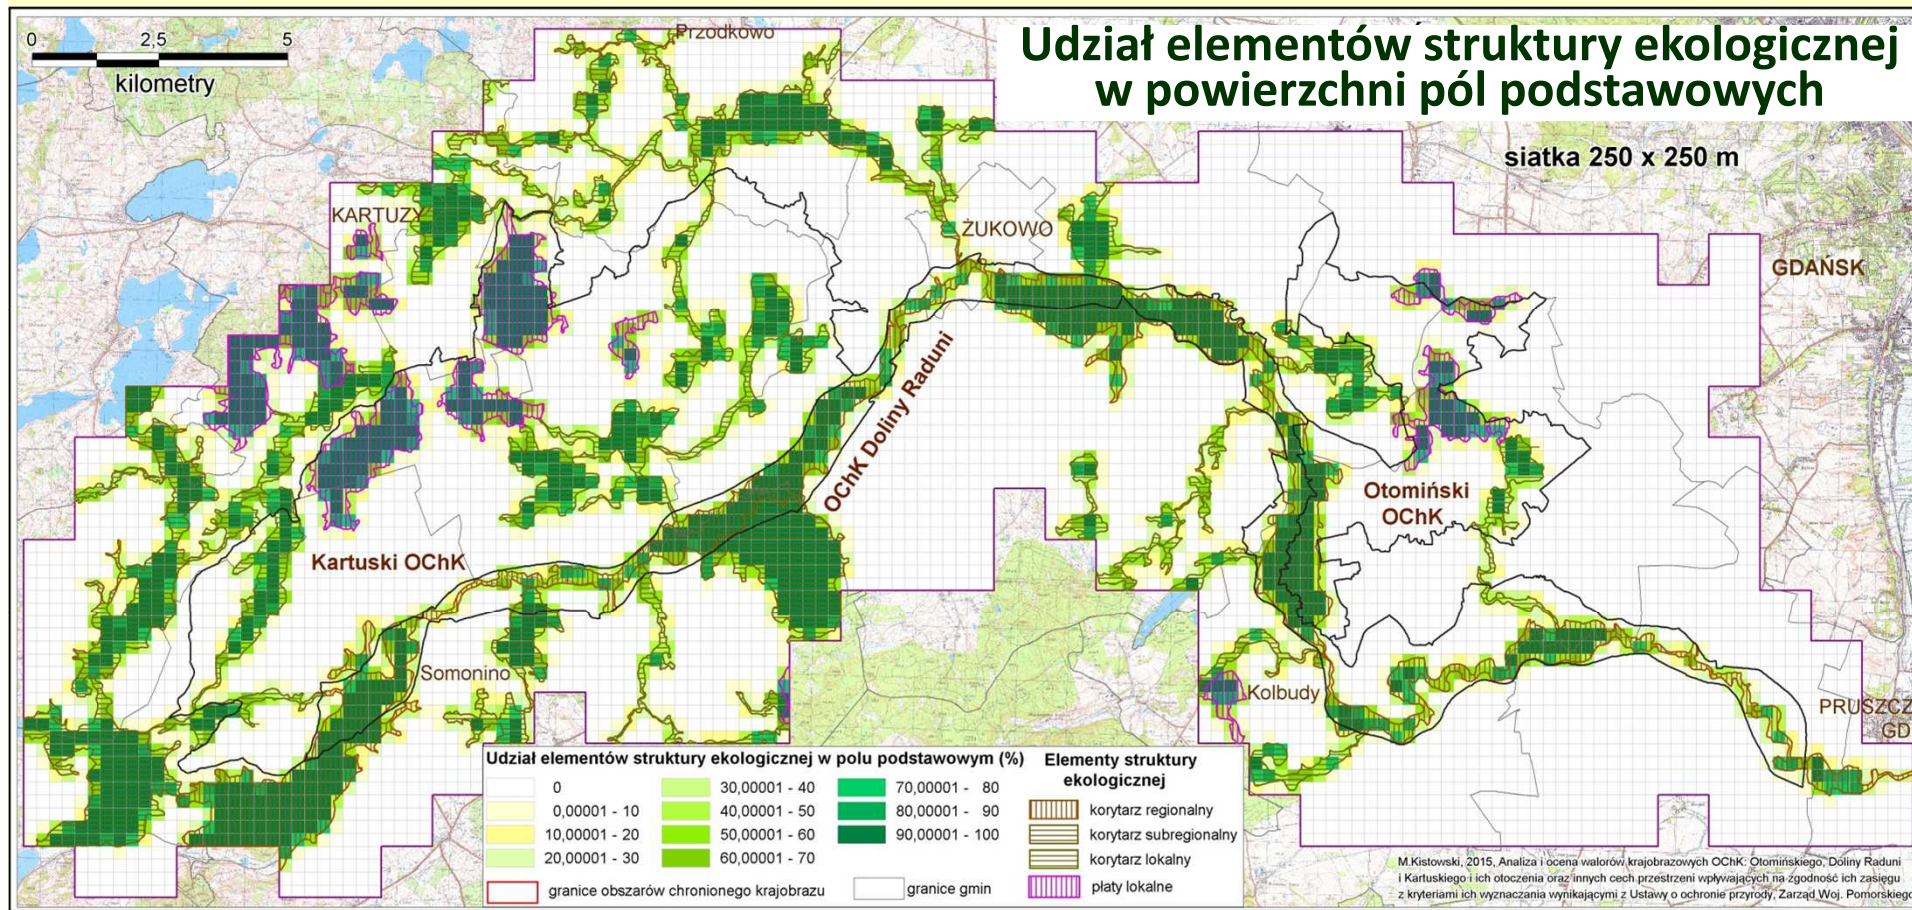 Udział elementów struktury ekologicznej
w powierzchni pól podstawowych
siatka 250 x 250 m
0 2,5 5
kilometry
Przodkowo
KARTUZY
ŻUKOWO
GDAŃSK
OChK Doliny Raduni
Otomiński
OChK
Kartuski OChK
Somonino
Kolbudy
PRUSZCZ
GD
Udział elementów struktury ekologicznej w polu podstawowym (%)
0
0,00001 - 10
10,00001 - 20
20,00001 - 30
30,00001 - 40
40,00001 - 50
50,00001 - 60
60,00001 - 70
70,00001 - 80
80,00001 - 90
90,00001 - 100
granice obszarów chronionego krajobrazu
granice gmin
Elementy struktury
ekologicznej
korytarz regionalny
korytarz subregionalny
korytarz lokalny
płaty lokalne
M.Kistowski, 2015, Analiza i ocena walorów krajobrazowych OChK: Otomińskiego, Doliny Raduni
i Kartuskiego i ich otoczenia oraz innych cech przestrzeni wpływających na zgodność ich zasięgu
z kryteriami ich wyznaczania wynikającymi z Ustawy o ochronie przyrody, Zarząd Woj. Pomorskiego